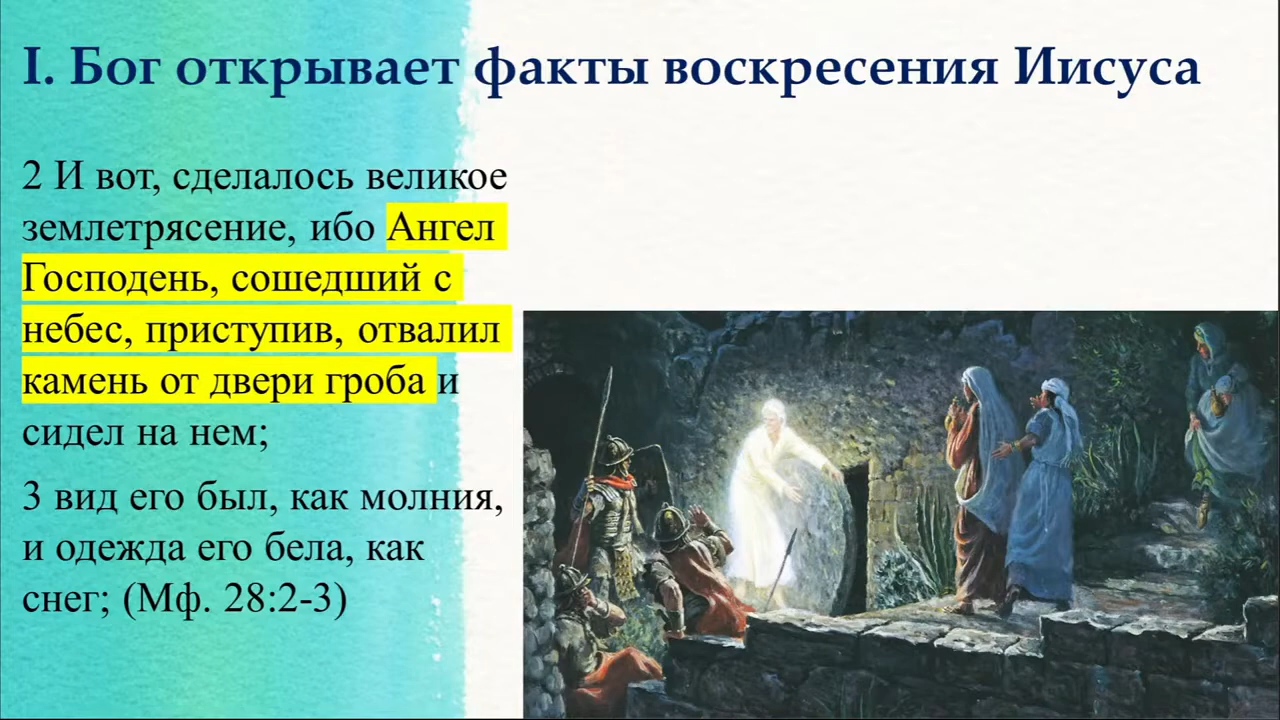 I. Бог открывает факты воскресения Иисуса
2 И вот, сделалось великое
землетрясение, ибо Ангел
Господень, сошедший с
небес, приступив, отвалил
камень от двери гроба и
сидел на нем;
3 вид его был, как молния,
и одежда его бела, как
снег; (Мф. 28:2-3)